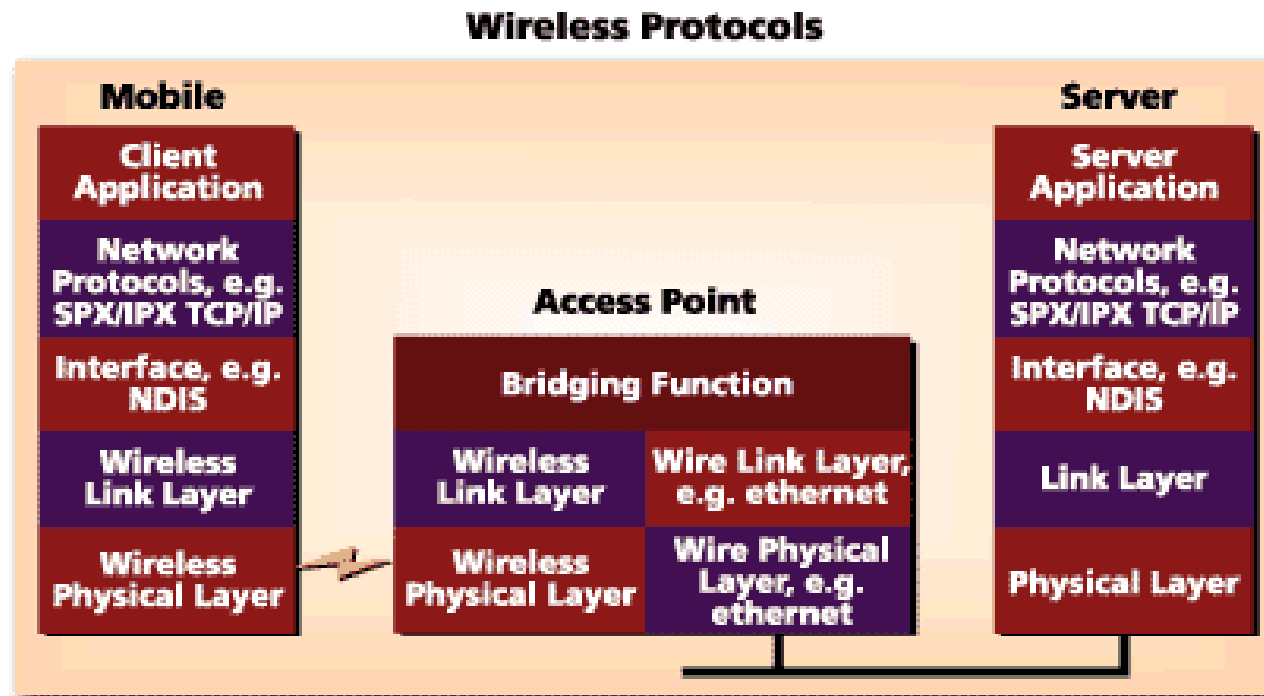 Wireless Protocols
Mobile
Client
Application
Network
Protocols, e.g.
SPX/IPX TCP/IP
Interface, e.g.
NDIS
Wireless
Link Layer
Wireless
Physical Layer
Access Point
Bridging Function
Wireless
Link Layer
Wire Link Layer,
e.g. ethernet
Wireless
Physical Layer
Wire Physical
Layer, e.g.
ethernet
Server
Server
Application
Network
Protocols, e.g.
SPX/IPX TCP/IP
Interface, e.g.
NDIS
Link Layer
Physical Layer